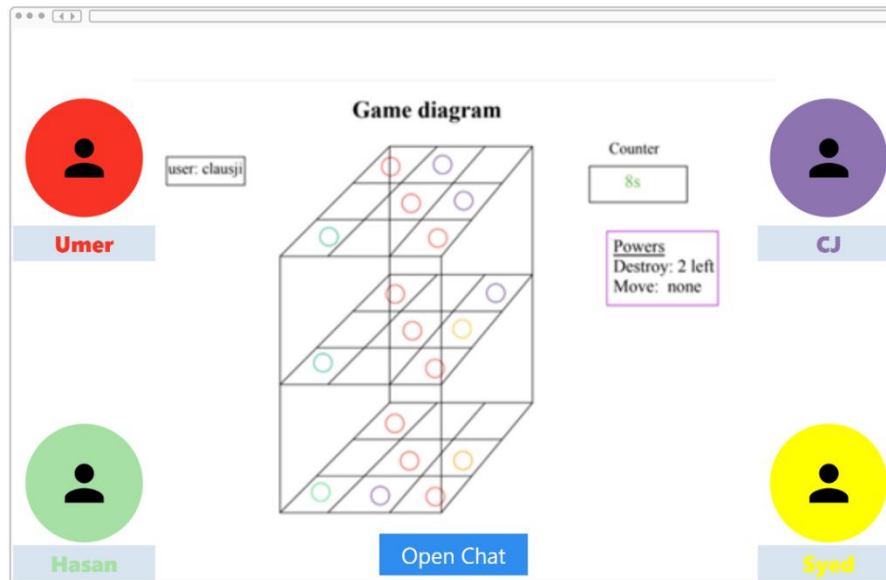 Game diagram
Umer
user: clausji
Counter
8s
CJ
Powers
Destroy: 2 left
Move: none
Hasan
Open Chat
Syed